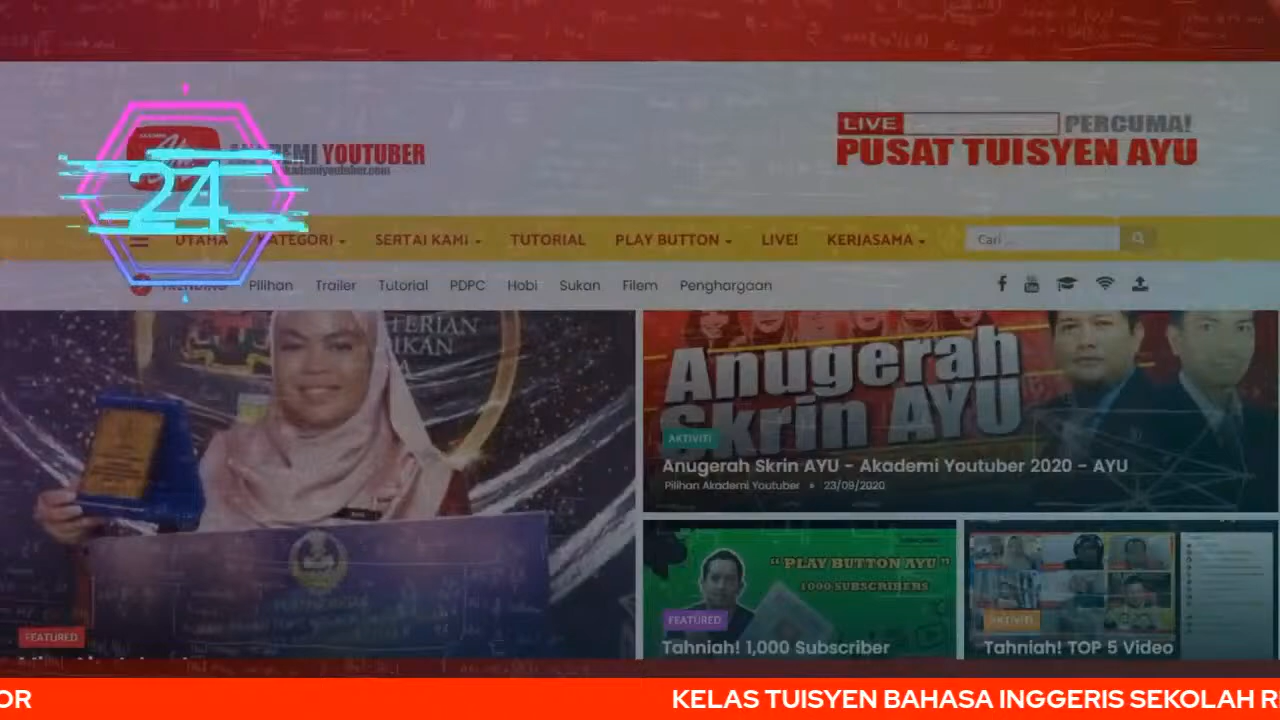 LIVE PERCUMA!
PUSAT TUISYEN AYU
YOUTUBER
24
UTAMA KATEGORI SERTAI KAMI TUTORIAL PLAY BUTTON LIVE! KERJASAMA Cari ...
TRENDING Pilihan Trailer Tutorial PDPC Hobi Sukan Filem Penghargaan
Anugerah
Skrin AYU
AKTIVITI
Anugerah Skrin AYU - Akademi Youtuber 2020 - AYU
Pilihan Akademi Youtuber 23/09/2020
"PLAY BUTTON AYU"
1000 SUBSCRIBERS
FEATURED
Tahniah! 1,000 Subscriber
AKTIVITI
Tahniah! TOP 5 Video
FEATURED
OR KELAS TUISYEN BAHASA INGGERIS SEKOLAH